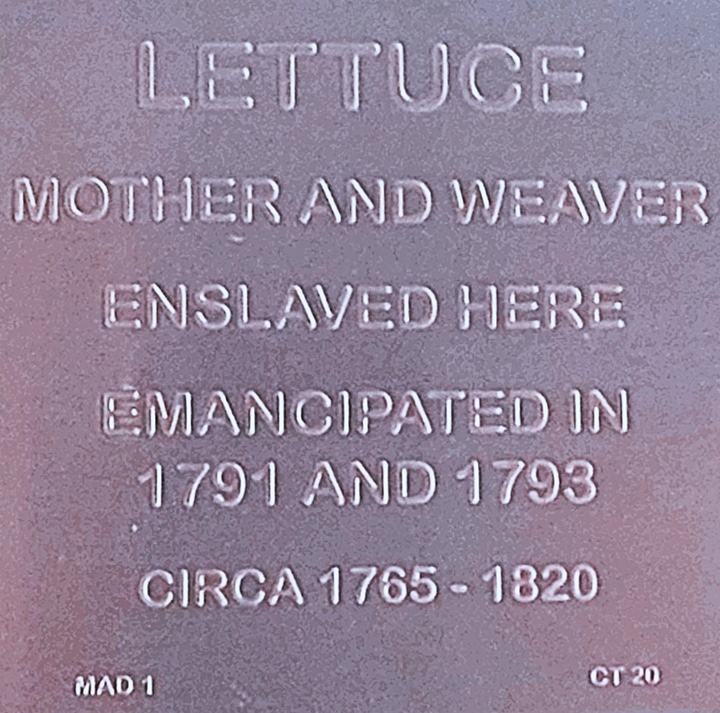 LETTUCE
MOTHER AND WEAVER
ENSLAVED HERE
EMANCIPATED IN
1791 AND 1793
CIRCA 1765 - 1820
MAD 1 CT 20